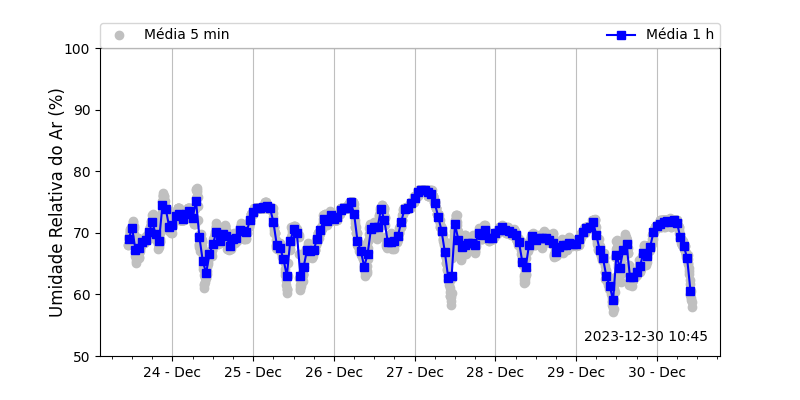 Média 5 min
Média 1 h
Umidade Relativa do Ar (%)
100
90
80
70
60
50
2023-12-30 10:45
24 - Dec
25 - Dec
26 - Dec
27 - Dec
28 - Dec
29 - Dec
30 - Dec